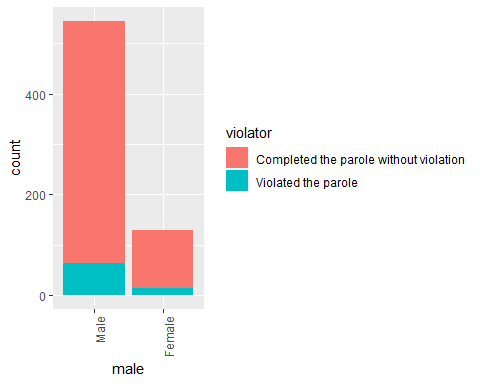 count
400
200
0
Male
Female
male
violator
Completed the parole without violation
Violated the parole